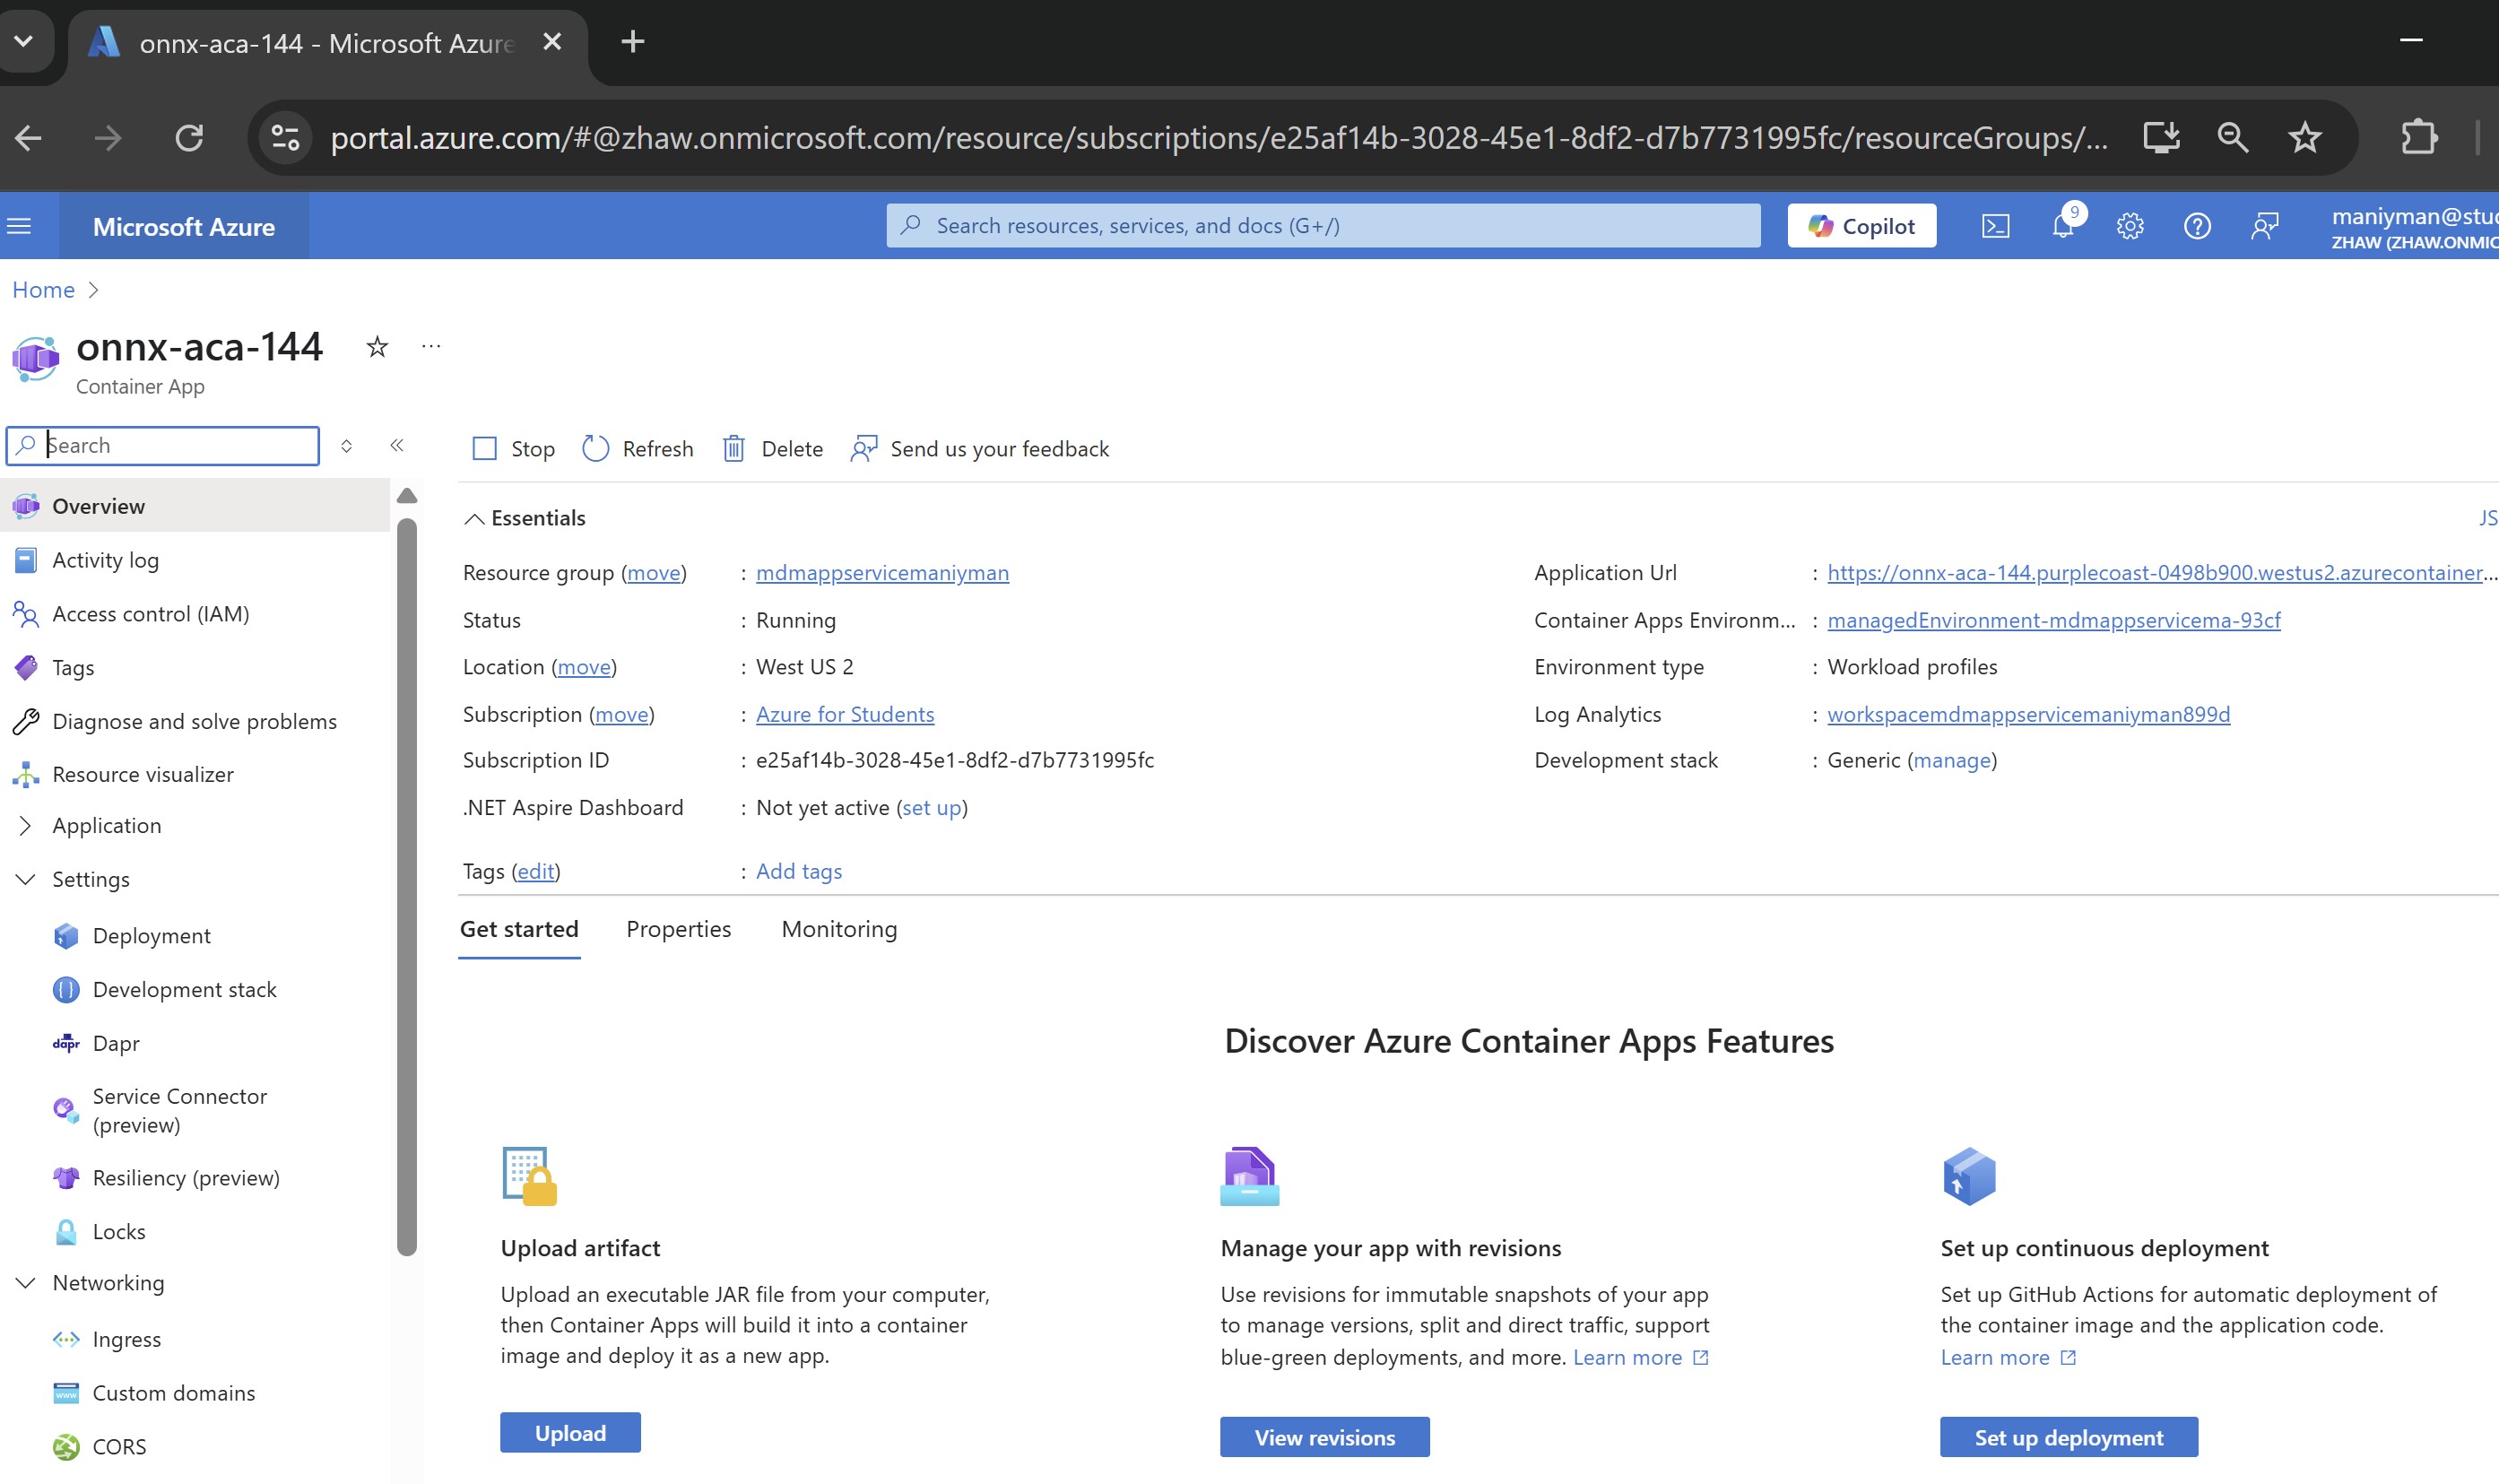 onnx-aca-144 - Microsoft Azure
portal.azure.com/#@zhaw.onmicrosoft.com/resource/subscriptions/e25af14b-3028-45e1-8df2-d7b7731995fc/resourceGroups/...
Microsoft Azure
Search resources, services, and docs (G+/)
Copilot
9
maniyman@stud
ZHAW (ZHAW.ONMIC
Home
onnx-aca-144
Container App
Search
Stop
Refresh
Delete
Send us your feedback
Overview
Activity log
Access control (IAM)
Tags
Diagnose and solve problems
Resource visualizer
Application
Settings
Deployment
Development stack
dapr
Dapr
Service Connector
(preview)
Resiliency (preview)
Locks
Networking
Ingress
www
Custom domains
CORS
Essentials
JS
Resource group (move) : mdmappservicemaniyman
Status : Running
Location (move) : West US 2
Subscription (move) : Azure for Students
Subscription ID : e25af14b-3028-45e1-8df2-d7b7731995fc
.NET Aspire Dashboard : Not yet active (set up)
Application Url : https://onnx-aca-144.purplecoast-0498b900.westus2.azurecontainer...
Container Apps Environm... : managedEnvironment-mdmappservicema-93cf
Environment type : Workload profiles
Log Analytics : workspacemdmappservicemaniyman899d
Development stack : Generic (manage)
Tags (edit) : Add tags
Get started
Properties
Monitoring
Discover Azure Container Apps Features
Upload artifact
Upload an executable JAR file from your computer,
then Container Apps will build it into a container
image and deploy it as a new app.
Upload
Manage your app with revisions
Use revisions for immutable snapshots of your app
to manage versions, split and direct traffic, support
blue-green deployments, and more. Learn more
View revisions
Set up continuous deployment
Set up GitHub Actions for automatic deployment of
the container image and the application code.
Learn more
Set up deployment